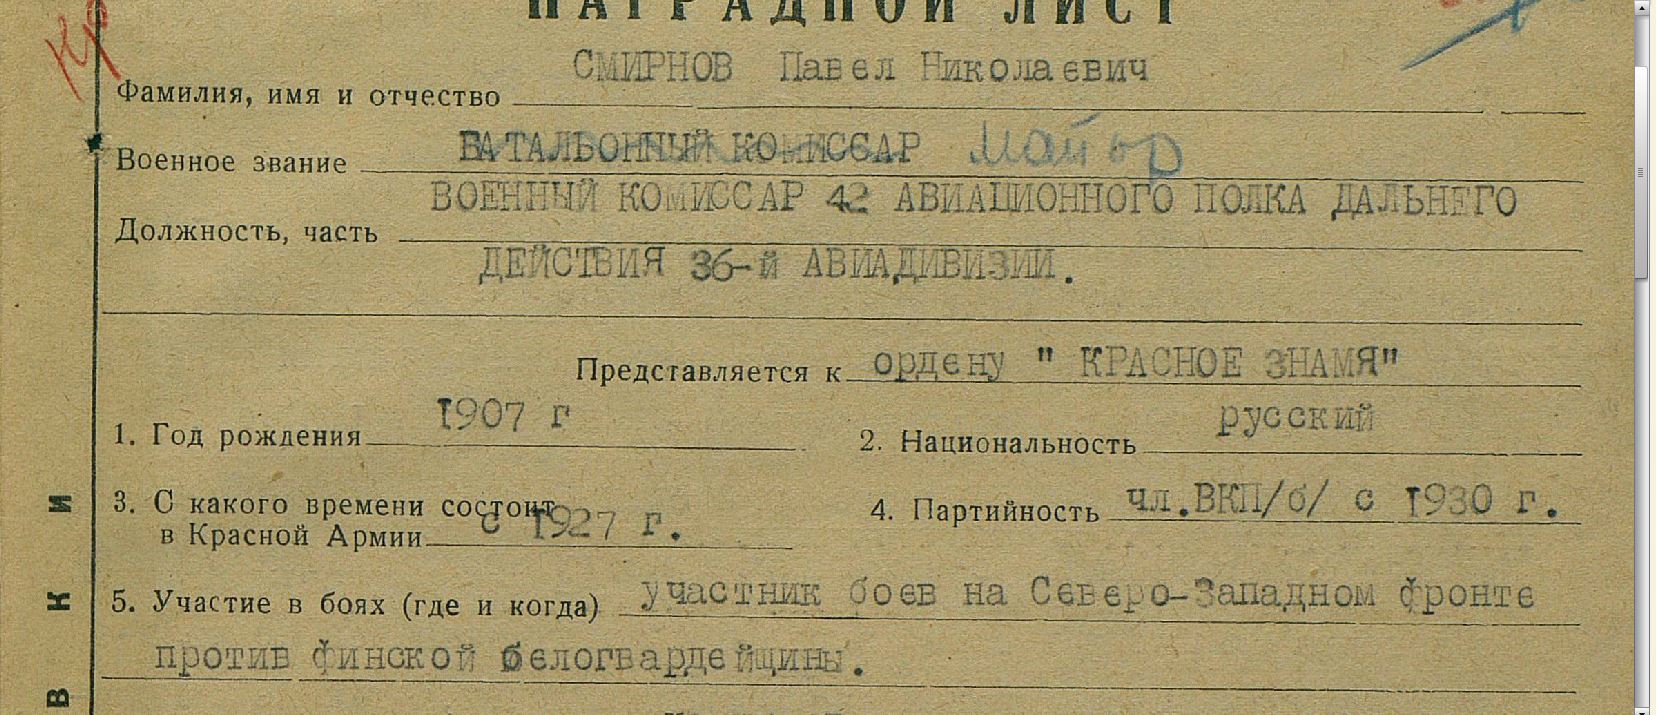 НАГРАДНОЙ ЛИСТ
Кр
СМИРНОВ Павел Николаевич
Фамилия, имя и отчество
БАТАЛЬОННЫЙ КОМИССАР майор
Военное звание
ВОЕННЫЙ КОМИССАР 42 АВИАЦИОННОГО ПОЛКА ДАЛЬНЕГО
Должность, часть
ДЕЙСТВИЯ 36-й АВИАДИВИЗИИ.
Представляется к ордену " КРАСНОЕ ЗНАМЯ"
1. Год рождения 1907 г
2. Национальность русский
3. С какого времени состоит
в Красной Армии с 1927 г.
4. Партийность чл.ВКП/б/ с 1930 г.
5. Участие в боях (где и когда) участник боев на Северо-Западном фронте
против финской белогвардейщины.
В К И